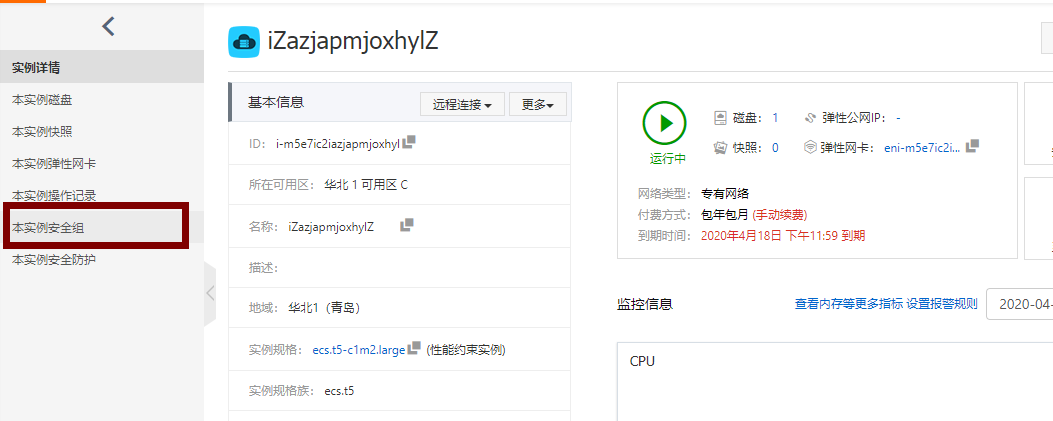 iZazjapmjoxhylZ
实例详情
本实例磁盘
本实例快照
本实例弹性网卡
本实例操作记录
本实例安全组
本实例安全防护
基本信息
远程连接
更多
ID： i-m5e7ic2iazjapmjoxhyl
所在可用区： 华北 1 可用区 C
名称： iZazjapmjoxhylZ
描述：
地域： 华北1（青岛）
实例规格： ecs.t5-c1m2.large (性能约束实例)
实例规格族： ecs.t5
运行中
磁盘： 1 弹性公网IP： -
快照： 0 弹性网卡： eni-m5e7ic2i...
网络类型： 专有网络
付费方式： 包年包月 (手动续费)
到期时间： 2020年4月18日 下午11:59 到期
监控信息
查看内存等更多指标 设置报警规则
2020-04-
CPU